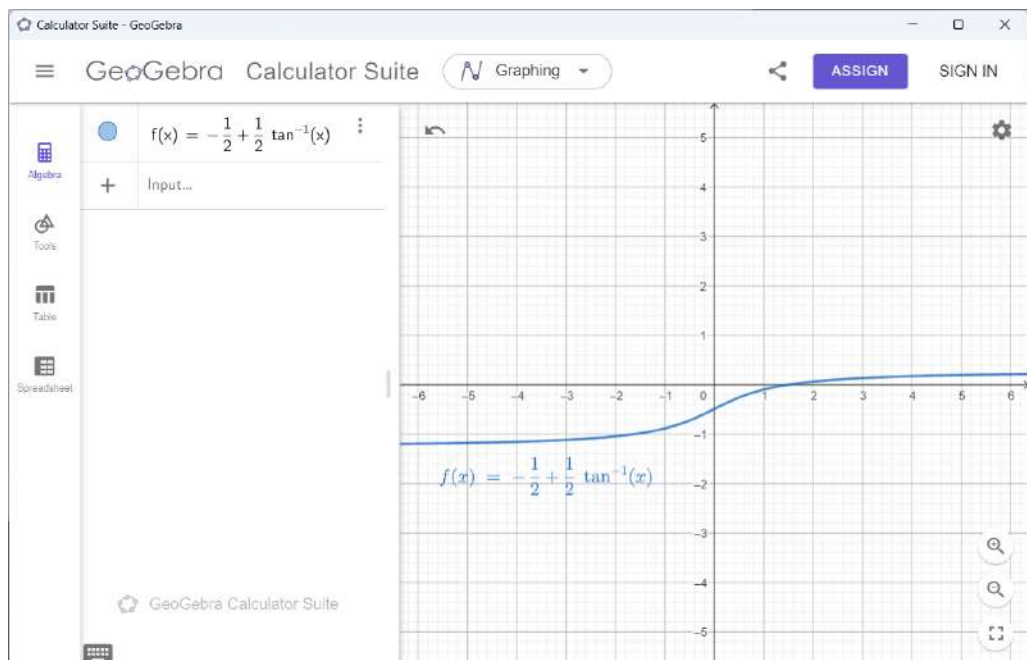 Calculator Suite - GeoGebra
GeoGebra Calculator Suite Graphing ASSIGN SIGN IN
f(x) = -1/2 + 1/2 tan⁻¹(x)
Input...
Algebra
Tools
Table
Spreadsheet
GeoGebra Calculator Suite
5
4
3
2
1
-6 -5 -4 -3 -2 -1 0 1 2 3 4 5 6
-1
f(x) = -1/2 + 1/2 tan⁻¹(x)
-2
-3
-4
-5